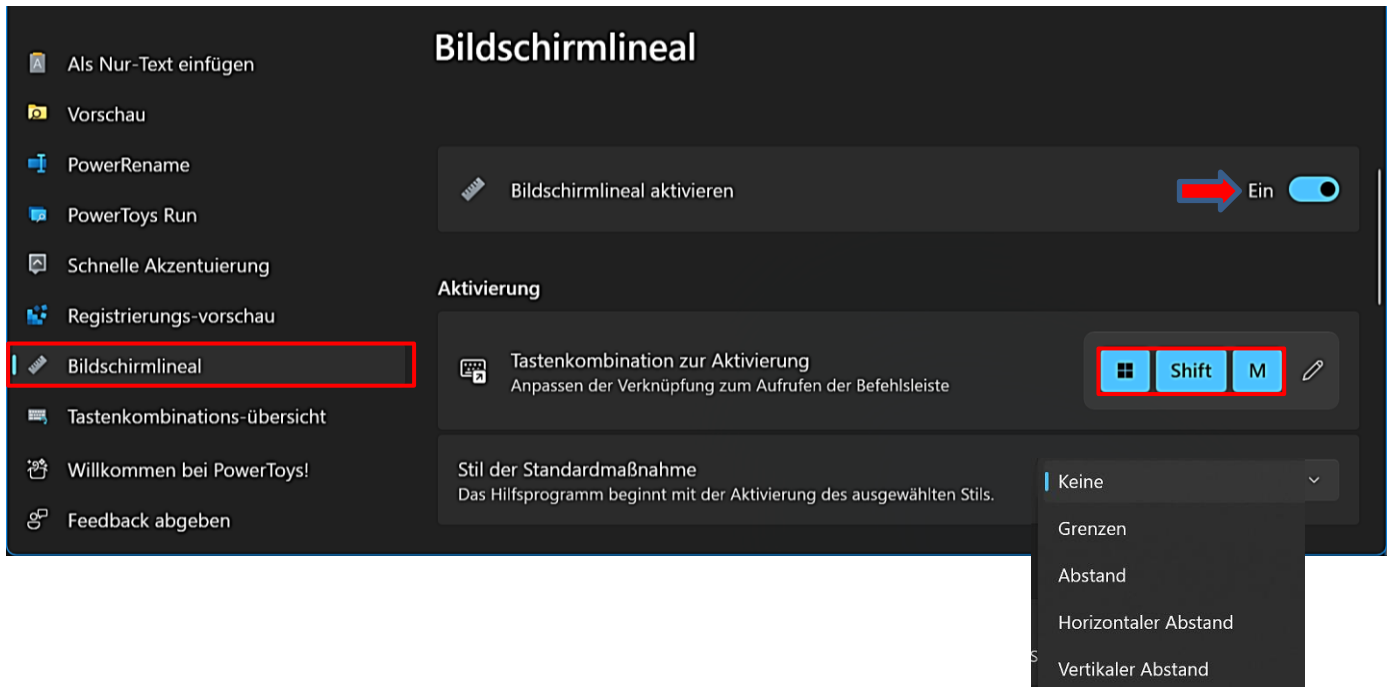 Als Nur-Text einfügen
Vorschau
PowerRename
PowerToys Run
Schnelle Akzentuierung
Registrierungs-vorschau
Bildschirmlineal
Tastenkombinations-übersicht
Willkommen bei PowerToys!
Feedback abgeben
Bildschirmlineal
Bildschirmlineal aktivieren
Ein
Aktivierung
Tastenkombination zur Aktivierung
Anpassen der Verknüpfung zum Aufrufen der Befehlsleiste
Shift M
Stil der Standardmaßnahme
Das Hilfsprogramm beginnt mit der Aktivierung des ausgewählten Stils.
Keine
Grenzen
Abstand
Horizontaler Abstand
Vertikaler Abstand